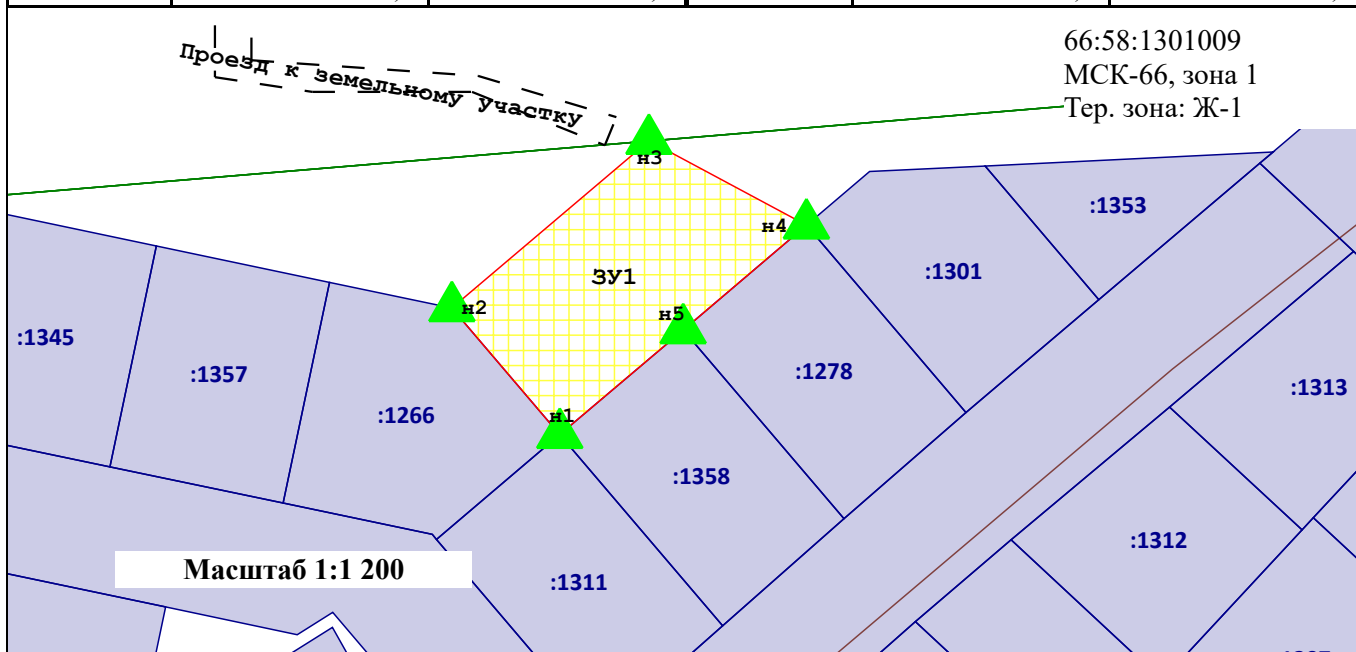 66:58:1301009
МСК-66, зона 1
Тер. зона: Ж-1
Проезд к земельному участку
н3
н4
:1353
:1301
ЗУ1
н2
н5
:1345
:1357
:1278
:1313
:1266
н1
:1358
:1312
Масштаб 1:1 200
:1311